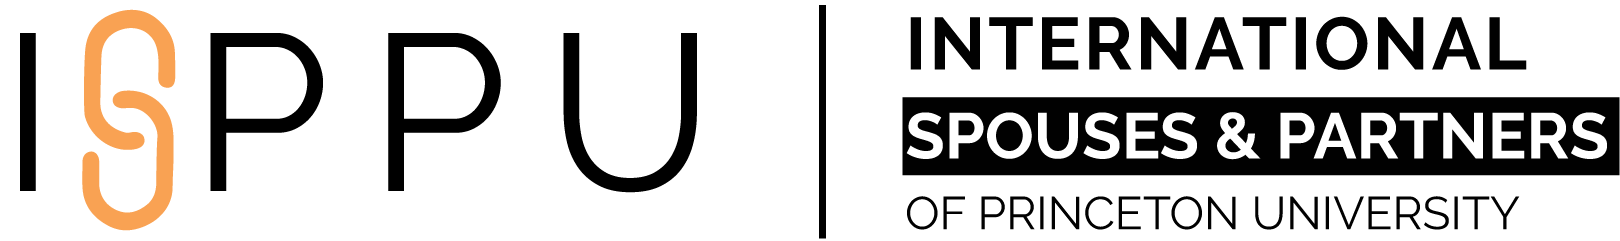 ISPPU
INTERNATIONAL
SPOUSES & PARTNERS
OF PRINCETON UNIVERSITY